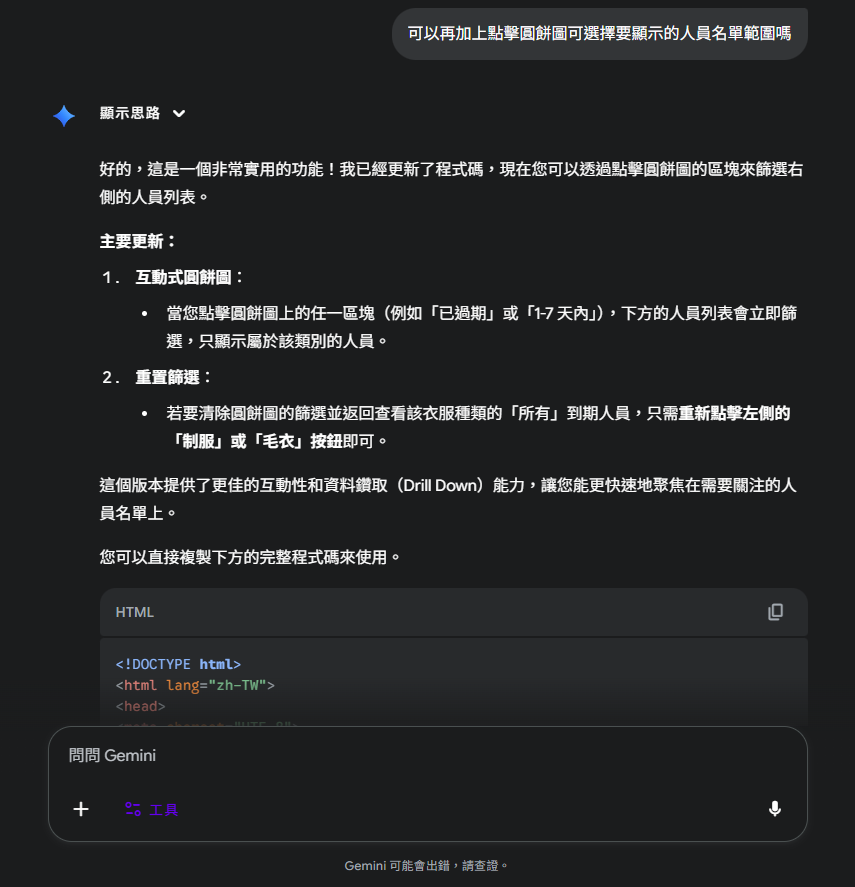 可以再加上點擊圓餅圖可選擇要顯示的人員名單範圍嗎
顯示思路
好的，這是一個非常實用的功能！我已經更新了程式碼，現在您可以透過點擊圓餅圖的區塊來篩選右
側的人員列表。
主要更新：
1. 互動式圓餅圖：
• 當您點擊圓餅圖上的任一區塊（例如「已過期」或「1-7 天內」），下方的人員列表會立即篩
選，只顯示屬於該類別的人員。
2. 重置篩選：
• 若要清除圓餅圖的篩選並返回查看該衣服種類的「所有」到期人員，只需重新點擊左側的
「制服」或「毛衣」按鈕即可。
這個版本提供了更佳的互動性和資料鑽取（Drill Down）能力，讓您能更快速地聚焦在需要關注的人
員名單上。
您可以直接複製下方的完整程式碼來使用。
HTML
<!DOCTYPE html>
<html lang="zh-TW">
<head>
<meta charset="UTF-8">
問問 Gemini
工具
Gemini 可能會出錯，請查證。